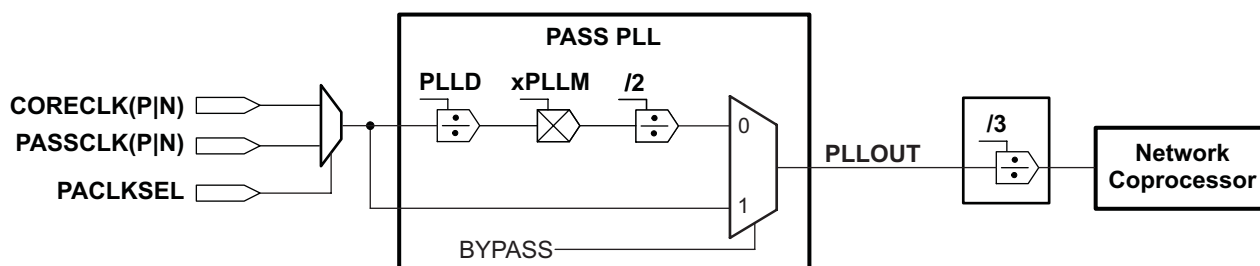 PASS PLL
PLLD
xPLLM
/2
CORECLK(P|N)
PASSCLK(P|N)
PACLKSEL
0
1
BYPASS
PLLOUT
/3
Network
Coprocessor